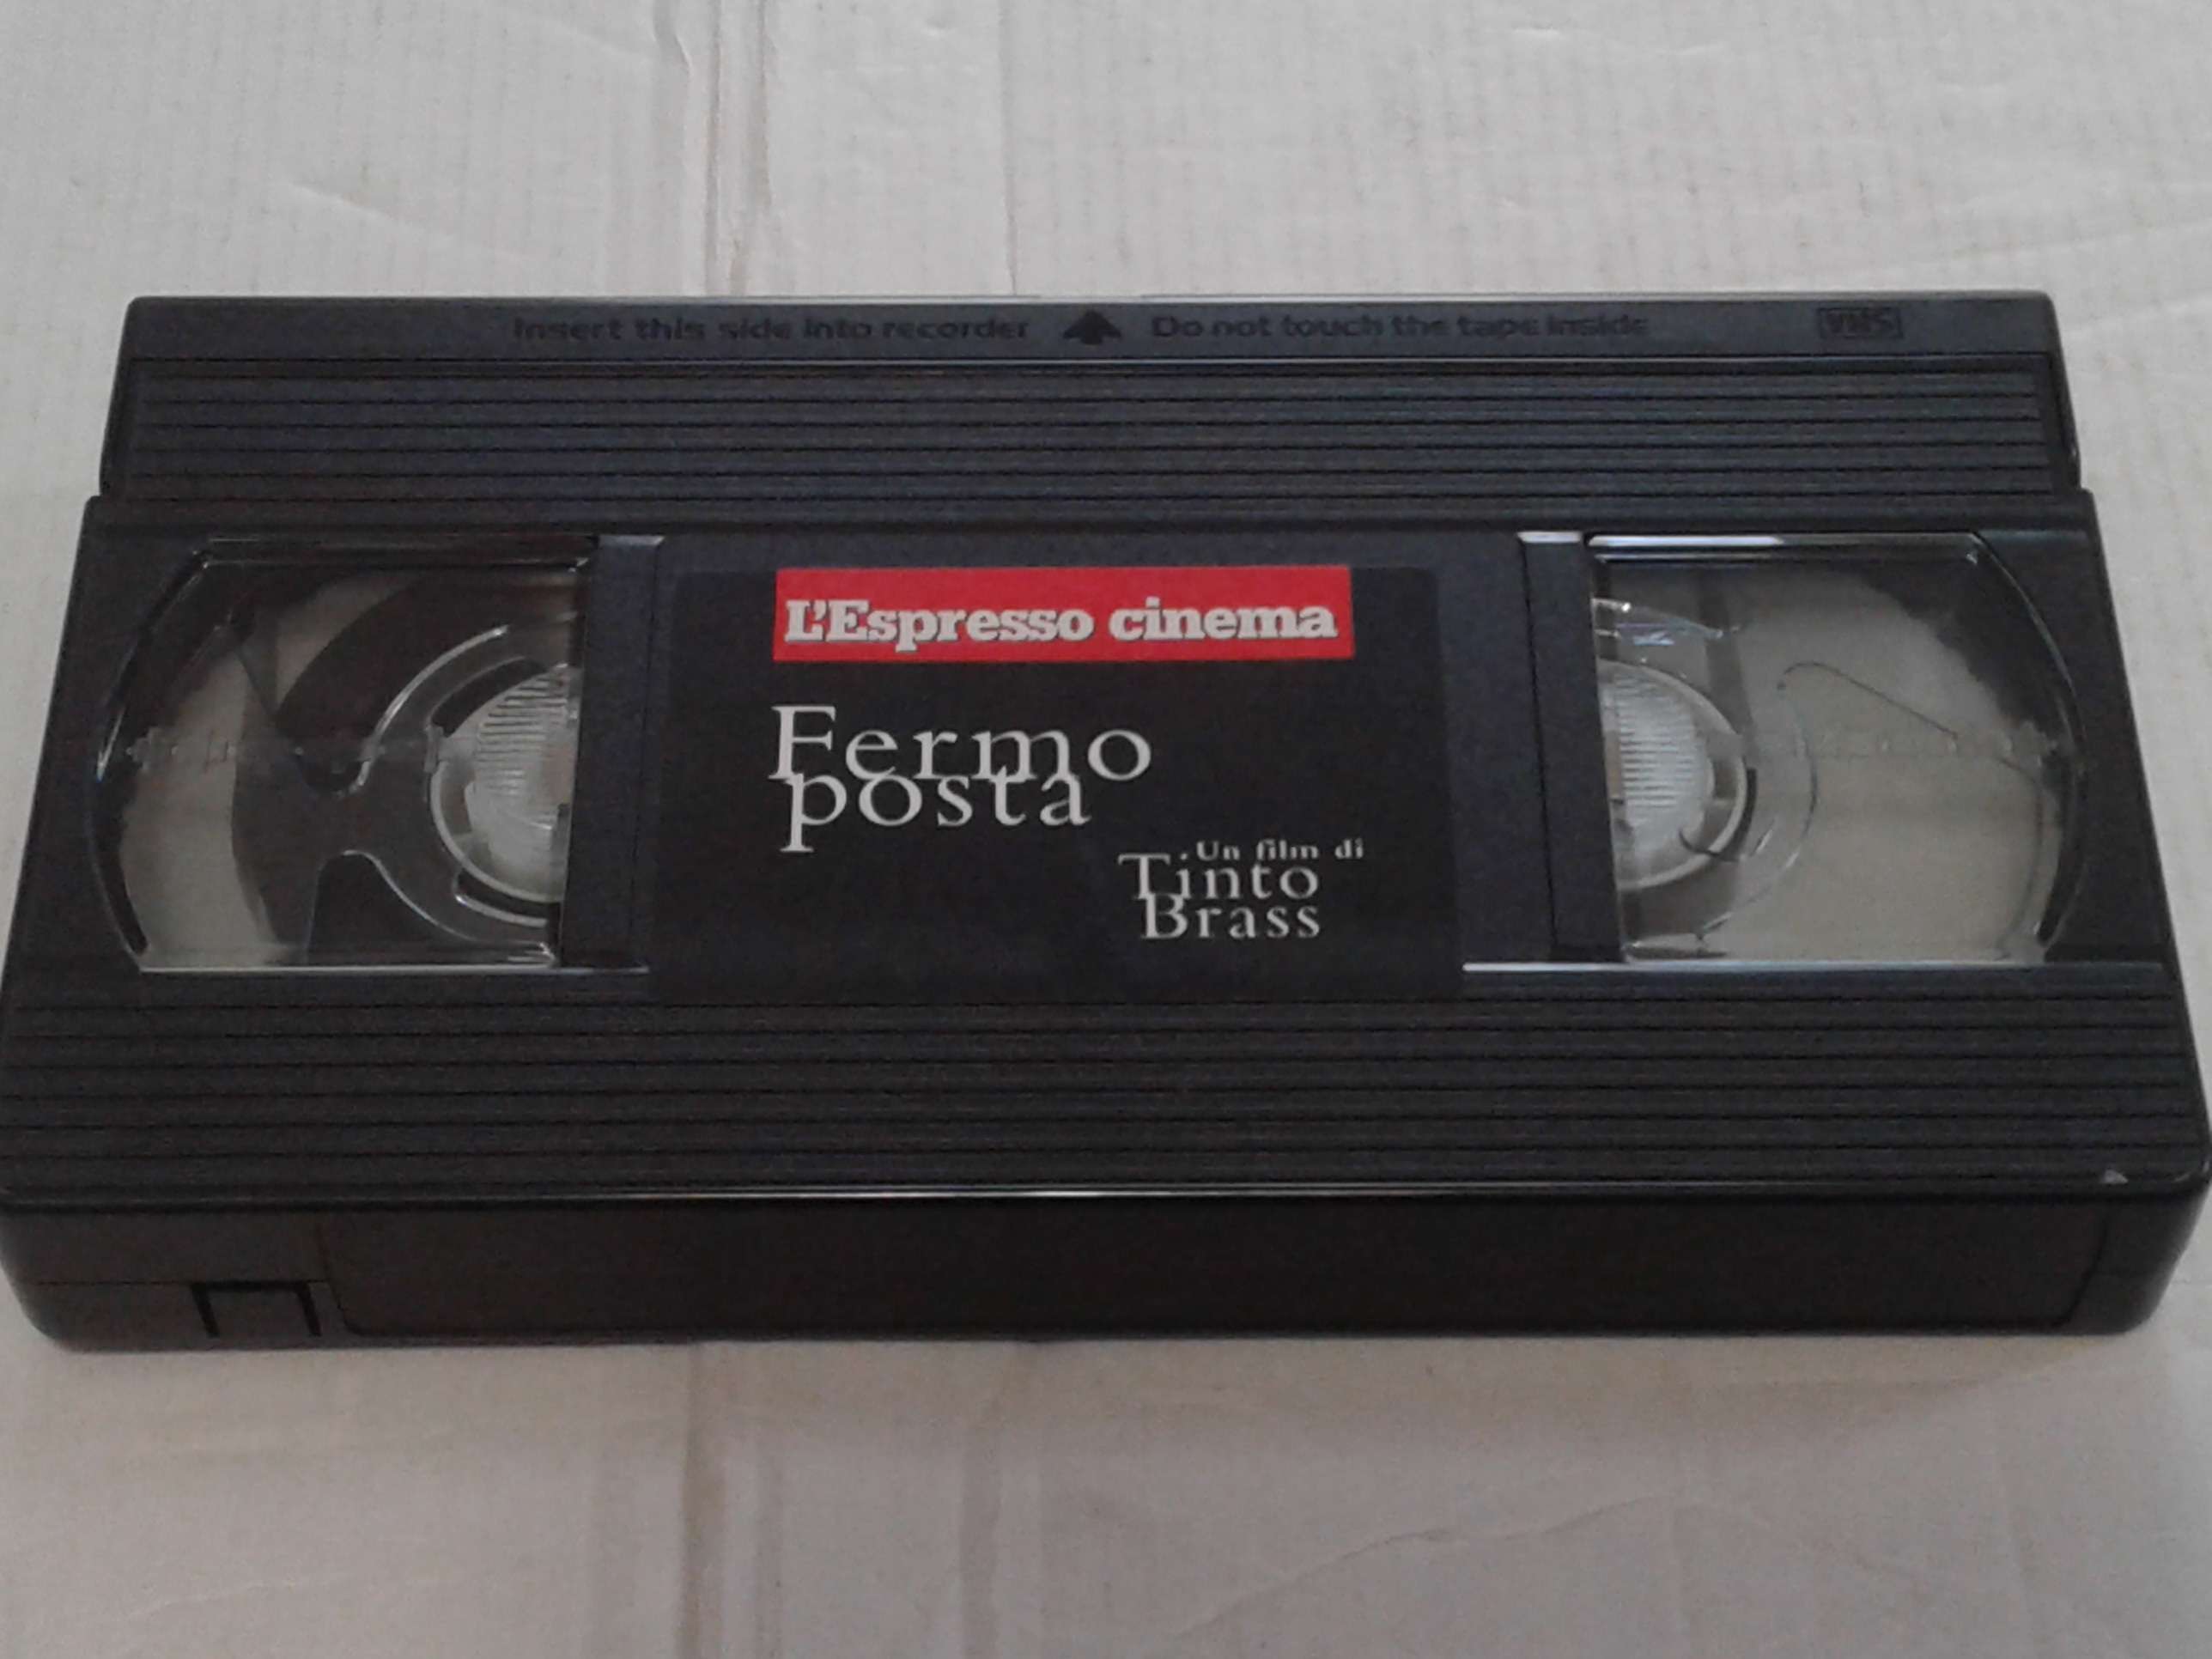 Insert this side into recorder Do not touch the tape inside VHS
L'Espresso cinema
Fermo
posta
Un film di
Tinto
Brass